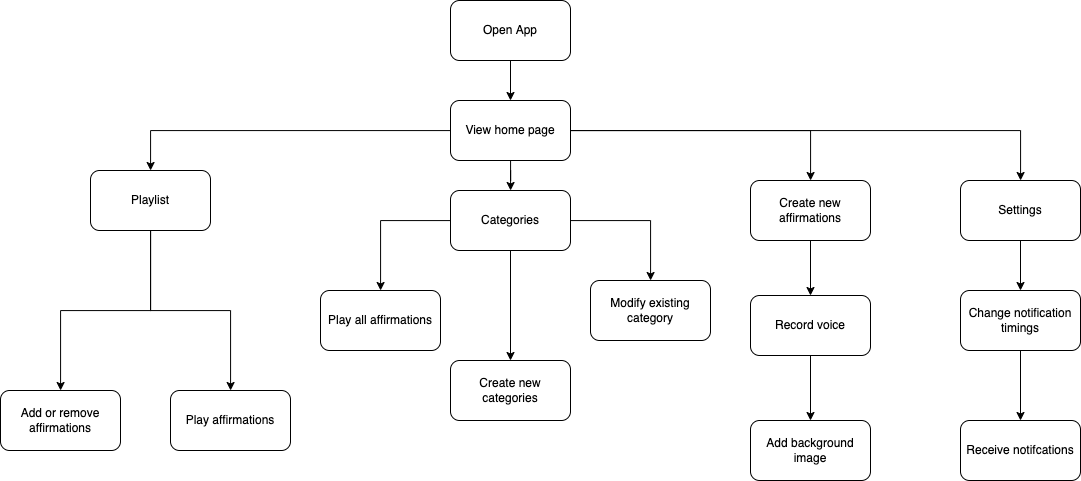 Open App
View home page
Playlist
Categories
Create new
affirmations
Settings
Play all affirmations
Modify existing
category
Record voice
Change notification
timings
Add or remove
affirmations
Play affirmations
Create new
categories
Add background
image
Receive notifcations